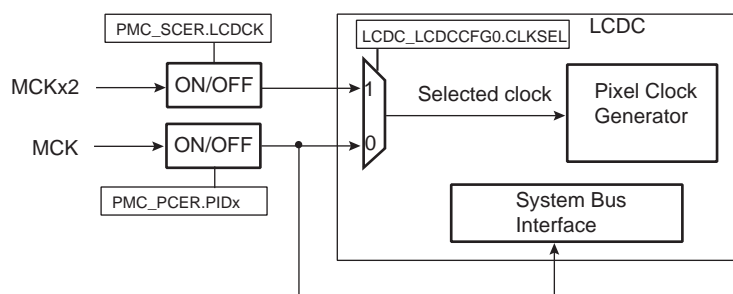 PMC_SCER.LCDCK
LCDC_LCDCCFG0.CLKSEL
LCDC
MCKx2
ON/OFF
1
Selected clock
Pixel Clock
Generator
MCK
ON/OFF
0
PMC_PCER.PIDx
System Bus
Interface